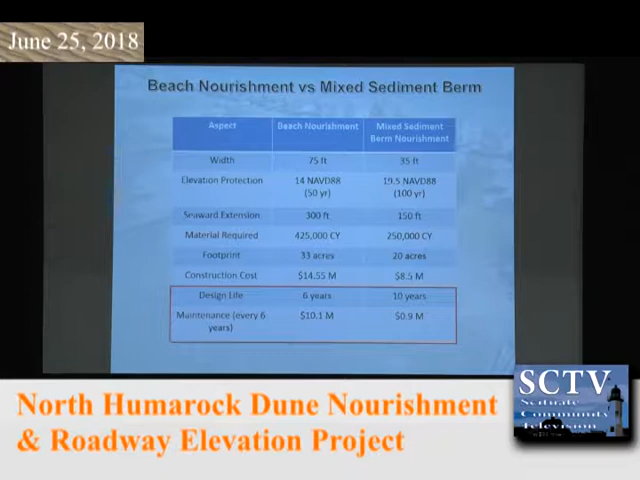 June 25, 2018
Beach Nourishment vs Mixed Sediment Berm
Aspect Beach Nourishment Mixed Sediment
Berm Nourishment
Width 75 ft 35 ft
Elevation Protection 14 NAVD88 19.5 NAVD88
(50 yr) (100 yr)
Seaward Extension 300 ft 150 ft
Material Required 425,000 CY 250,000 CY
Footprint 33 acres 20 acres
Construction Cost $14.55 M $8.5 M
Design Life 6 years 10 years
Maintenance (every 6 $10.1 M $0.9 M
years)
North Humarock Dune Nourishment
& Roadway Elevation Project
SCTV
Scituate
Community
Television